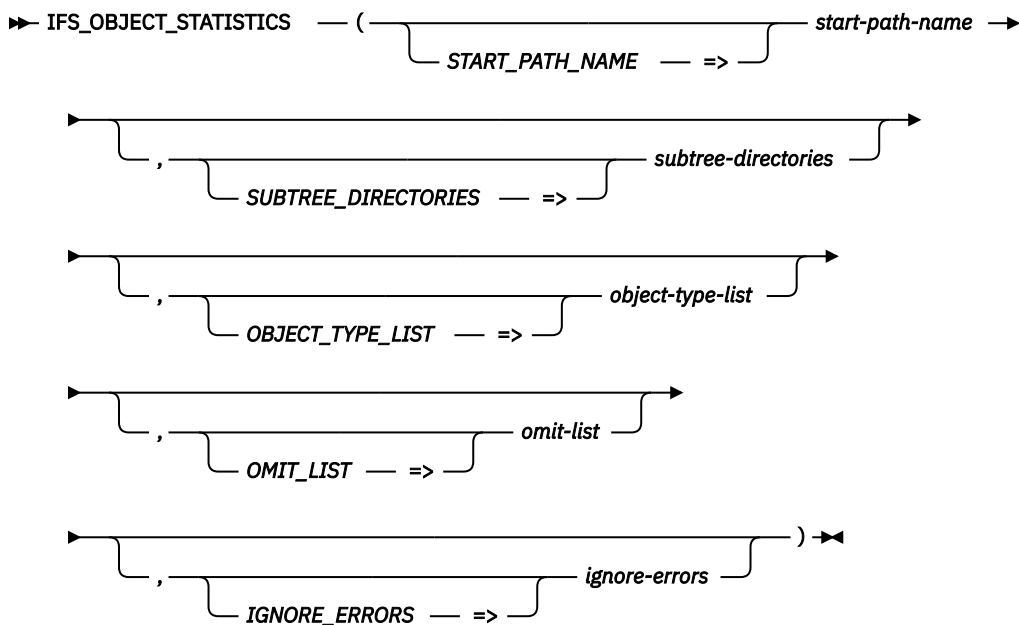 IFS_OBJECT_STATISTICS ( start-path-name
START_PATH_NAME =>
, subtree-directories
SUBTREE_DIRECTORIES =>
, object-type-list
OBJECT_TYPE_LIST =>
, omit-list
OMIT_LIST =>
)
, ignore-errors
IGNORE_ERRORS =>